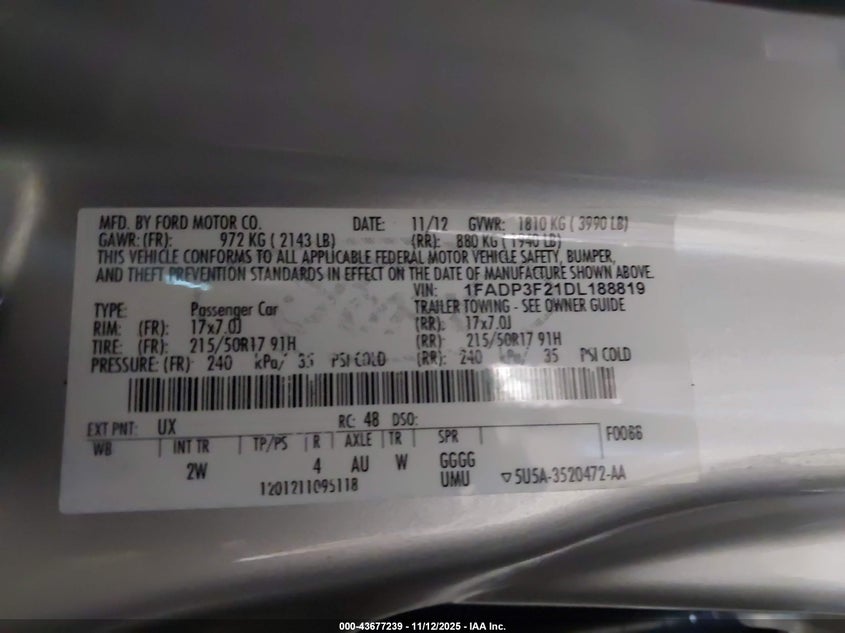 MFD. BY FORD MOTOR CO. DATE: 11/12 GVWR: 1810 KG ( 3990 LB)
GAWR: (FR): 972 KG ( 2143 LB) (RR): 880 KG ( 1940 LB)
THIS VEHICLE CONFORMS TO ALL APPLICABLE FEDERAL MOTOR VEHICLE SAFETY, BUMPER,
AND THEFT PREVENTION STANDARDS IN EFFECT ON THE DATE OF MANUFACTURE SHOWN ABOVE.
VIN: 1FADP3F21DL188819
TYPE: Passenger Car TRAILER TOWING - SEE OWNER GUIDE
RIM: (FR): 17x7.0J (RR): 17x7.0J
TIRE: (FR): 215/50R17 91H (RR): 215/50R17 91H
PRESSURE: (FR): 240 kPa/ 35 PSI COLD (RR): 240 kPa/ 35 PSI COLD
EXT PNT: UX RC: 48 DSO:
WB INT TR TP/PS R AXLE TR SPR F0086
2W 4 AU W GGGG
1201211095118 UMU ▽ 5U5A-3520472-AA
000-43677239 - 11/12/2025 - IAA Inc.